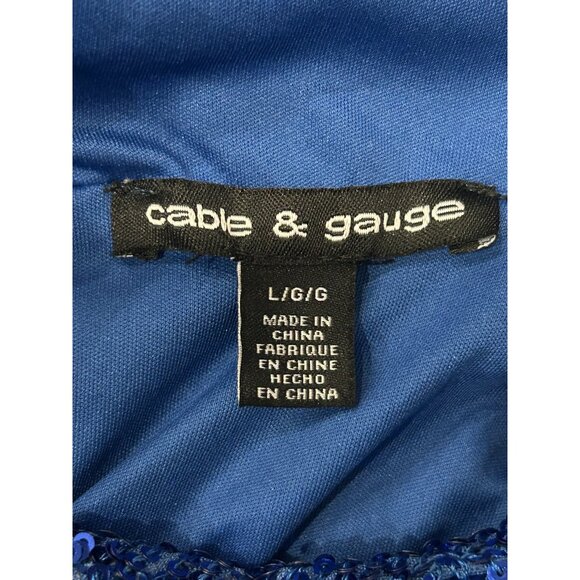 cable & gauge
L/G/G
MADE IN
CHINA
FABRIQUE
EN CHINE
HECHO
EN CHINA